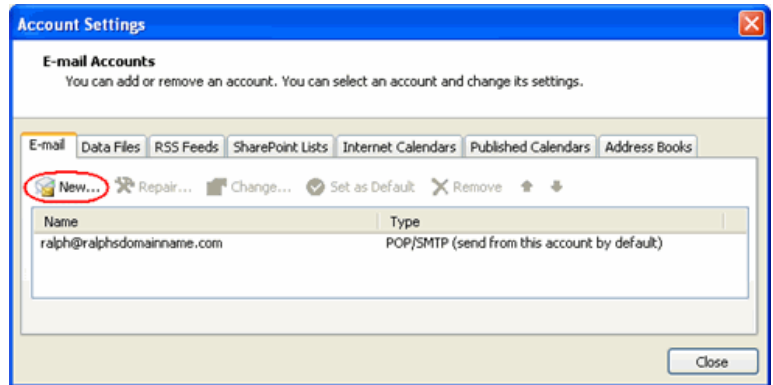 Account Settings
E-mail Accounts
You can add or remove an account. You can select an account and change its settings.
E-mail Data Files RSS Feeds SharePoint Lists Internet Calendars Published Calendars Address Books
New... Repair... Change... Set as Default Remove
Name Type
ralph@ralphsdomainname.com POP/SMTP (send from this account by default)
Close